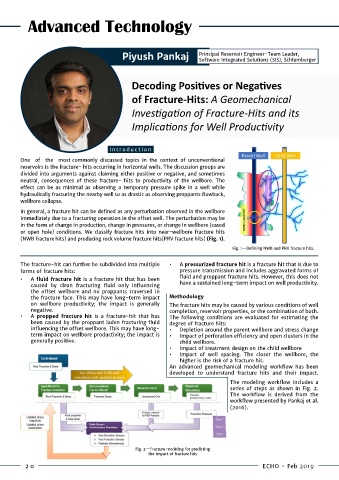 Advanced Technology
Piyush Pankaj
Principal Reservoir Engineer-Team Leader,
Software Integrated Solutions (SIS), Schlumberger
Decoding Positives or Negatives
of Fracture-Hits: A Geomechanical
Investigation of Fracture-Hits and its
Implications for Well Productivity
Introduction
One of the most commonly discussed topics in the context of unconventional
reservoirs is the fracture- hits occurring in horizontal wells. The discussion groups are
divided into arguments against claiming either positive or negative, and sometimes
neutral, consequences of these fracture- hits to productivity of the wellbore. The
effect can be as minimal as observing a temporary pressure spike in a well while
hydraulically fracturing the nearby well to as drastic as observing proppants flowback,
wellbore collapse.
In general, a fracture hit can be defined as any perturbation observed in the wellbore
immediately due to a fracturing operation in the offset well. The perturbation may be
in the form of change in production, change in pressures, or change in wellbore (cased
or open hole) conditions. We classify fracture hits into near-wellbore fracture hits
(NWB fracture hits) and producing rock volume fracture hits(PRV fracture hits) (Fig. 1).
Fig. 1—Defining NWB and PRV fracture hits.
The fracture-hit can further be subdivided into multiple
forms of fracture hits:
• A fluid fracture hit is a fracture hit that has been
caused by clean fracturing fluid only influencing
the offset wellbore and no proppants traversed in
the fracture face. This may have long-term impact
on wellbore productivity; the impact is generally
negative.
• A propped fracture hit is a fracture-hit that has
been caused by the proppant laden fracturing fluid
influencing the offset wellbore. This may have long-
term impact on wellbore productivity; the impact is
generally positive.
• A pressurized fracture hit is a fracture hit that is due to
pressure transmission and includes aggravated forms of
fluid and proppant fracture hits. However, this does not
have a sustained long-term impact on well productivity.
Methodology
The fracture hits may be caused by various conditions of well
completion, reservoir properties, or the combination of both.
The following conditions are evaluated for estimating the
degree of fracture hits:
• Depletion around the parent wellbore and stress change
• Impact of perforation efficiency and open clusters in the
child wellbore.
• Impact of treatment design on the child wellbore
• Impact of well spacing. The closer the wellbore, the
higher is the risk of a fracture hit.
An advanced geomechanical modeling workflow has been
developed to understand fracture hits and their impact.
The modeling workflow includes a
series of steps as shown in Fig. 2.
The workflow is derived from the
workflow presented by Pankaj et al.
(2016).
Fig. 2—Fracture modeling for predicting
the impact of fracture hits
20
ECHO - Feb 2019